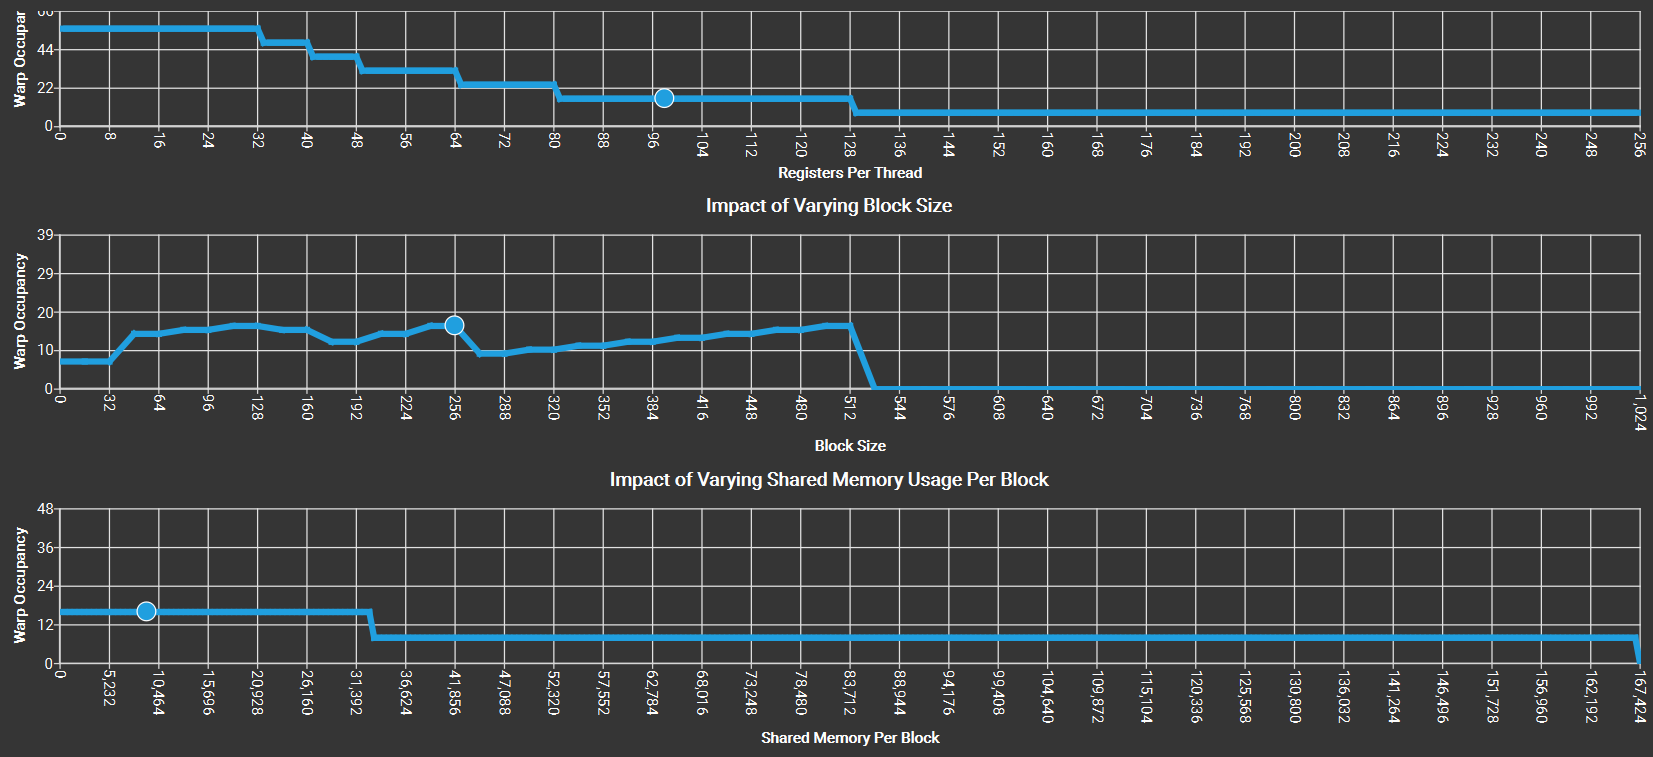 Warp Occupar
66
44
22
0
0 8 16 24 32 40 48 56 64 72 80 88 96 104 112 120 128 136 144 152 160 168 176 184 192 200 208 216 224 232 240 248 256
Registers Per Thread
Impact of Varying Block Size
Warp Occupancy
39
29
20
10
0
0 32 64 96 128 160 192 224 256 288 320 352 384 416 448 480 512 544 576 608 640 672 704 736 768 800 832 864 896 928 960 992 1,024
Block Size
Impact of Varying Shared Memory Usage Per Block
Warp Occupancy
48
36
24
12
0
0 5,232 10,464 15,696 20,928 26,160 31,392 36,624 41,856 47,088 52,320 57,552 62,784 68,016 73,248 78,480 83,712 88,944 94,176 99,408 104,640 109,872 115,104 120,336 125,568 130,800 136,032 141,264 146,496 151,728 156,960 162,192 167,424
Shared Memory Per Block